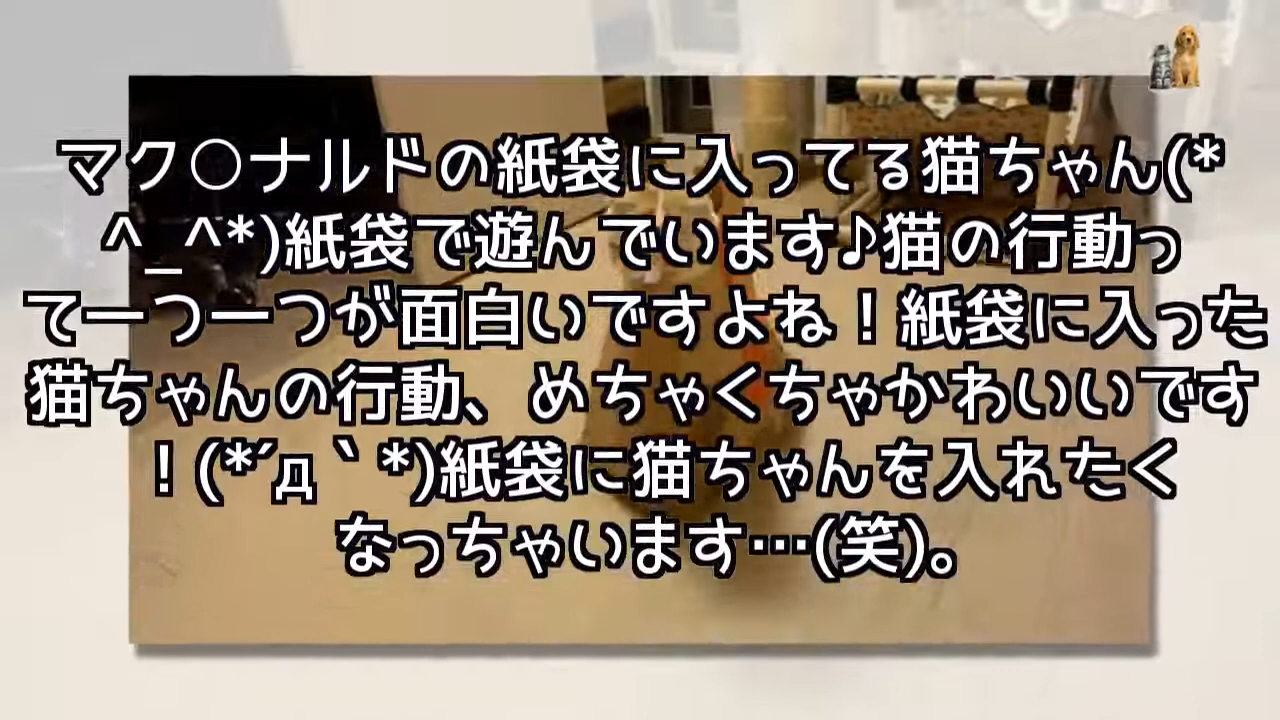 マク○ナルドの紙袋に入ってる猫ちゃん(*
^_^*)紙袋で遊んでいます♪猫の行動っ
て一つ一つが面白いですよね！紙袋に入った
猫ちゃんの行動、めちゃくちゃかわいいです
！(*´д｀*)紙袋に猫ちゃんを入れたく
なっちゃいます…(笑)。